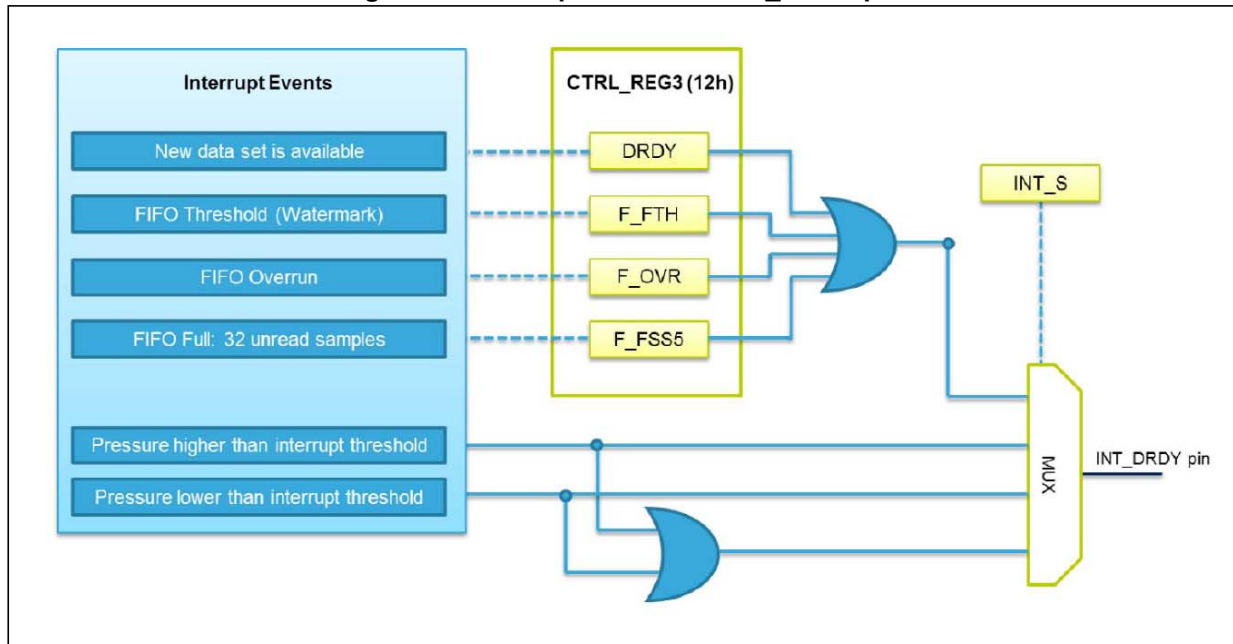 Interrupt Events
CTRL_REG3 (12h)
New data set is available
DRDY
FIFO Threshold (Watermark)
F_FTH
INT_S
FIFO Overrun
F_OVR
FIFO Full: 32 unread samples
F_FSS5
Pressure higher than interrupt threshold
Pressure lower than interrupt threshold
MUX
INT_DRDY pin